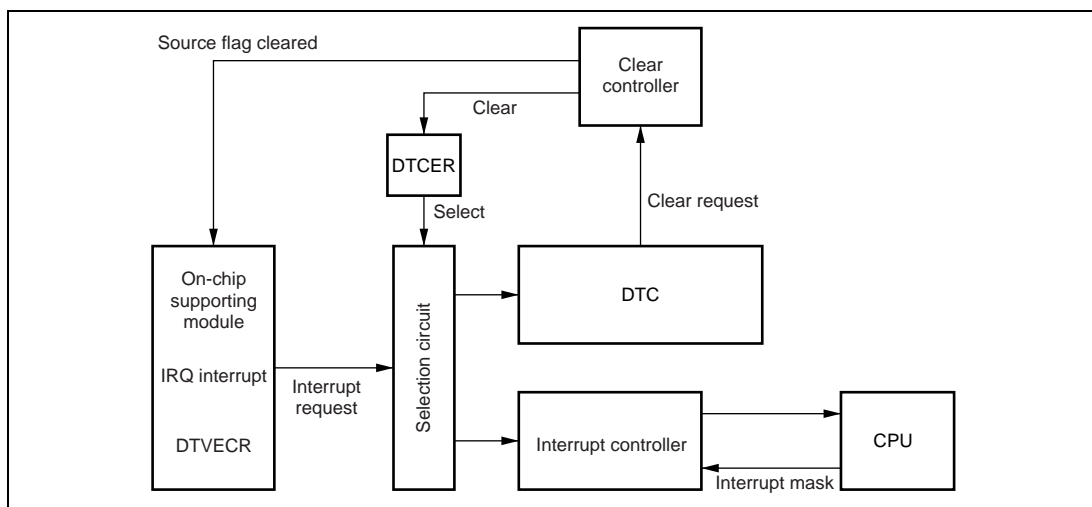 Source flag cleared
Clear
controller
Clear
DTCER
Clear request
Select
On-chip
supporting
module
DTC
Selection circuit
IRQ interrupt
Interrupt
request
DTVECR
Interrupt controller
CPU
Interrupt mask